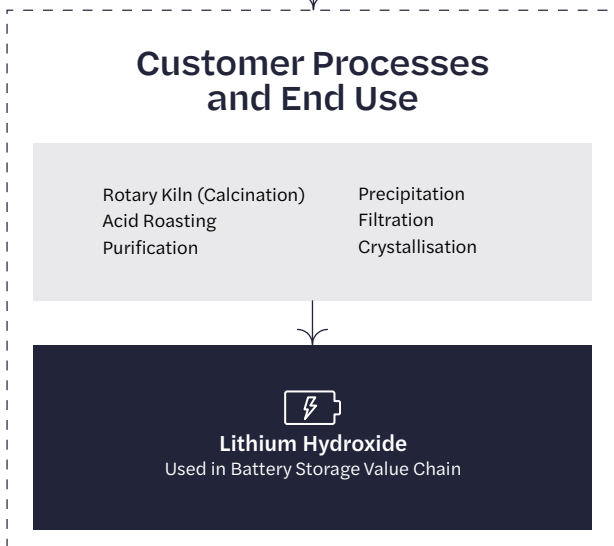 Customer Processes
and End Use
Rotary Kiln (Calcination)
Acid Roasting
Purification
Precipitation
Filtration
Crystallisation
Lithium Hydroxide
Used in Battery Storage Value Chain